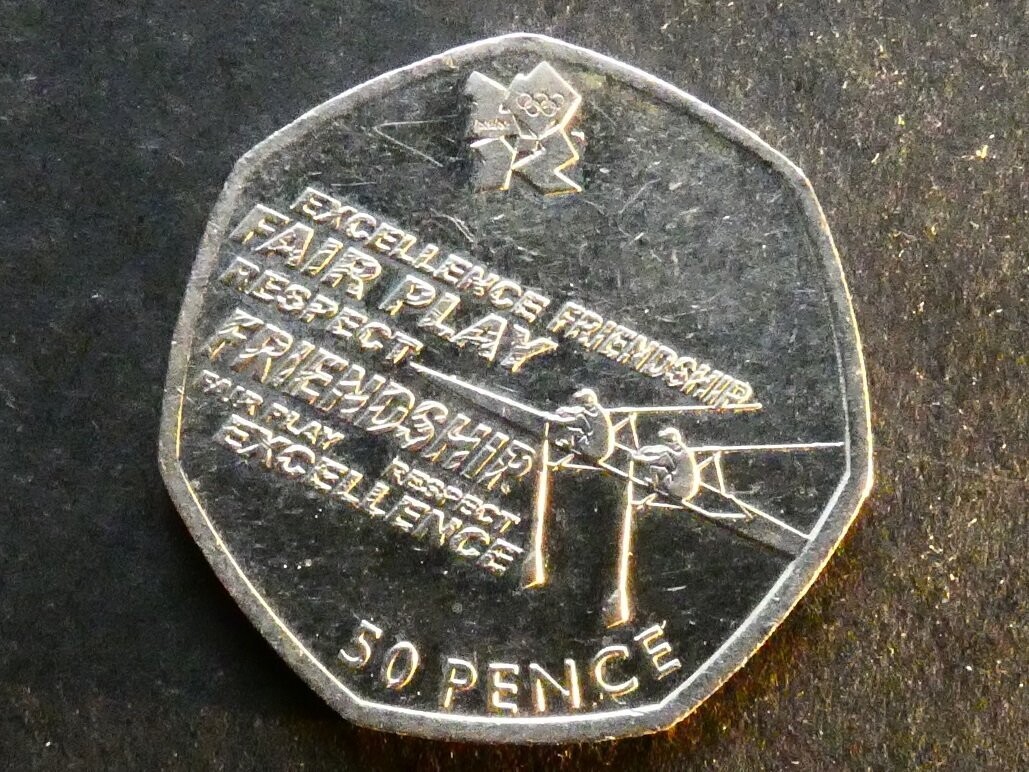 EXCELLENCE FRIENDSHIP
FAIR PLAY
RESPECT
FRIENDSHIP
FAIR PLAY RESPECT
EXCELLENCE
50 PENCE